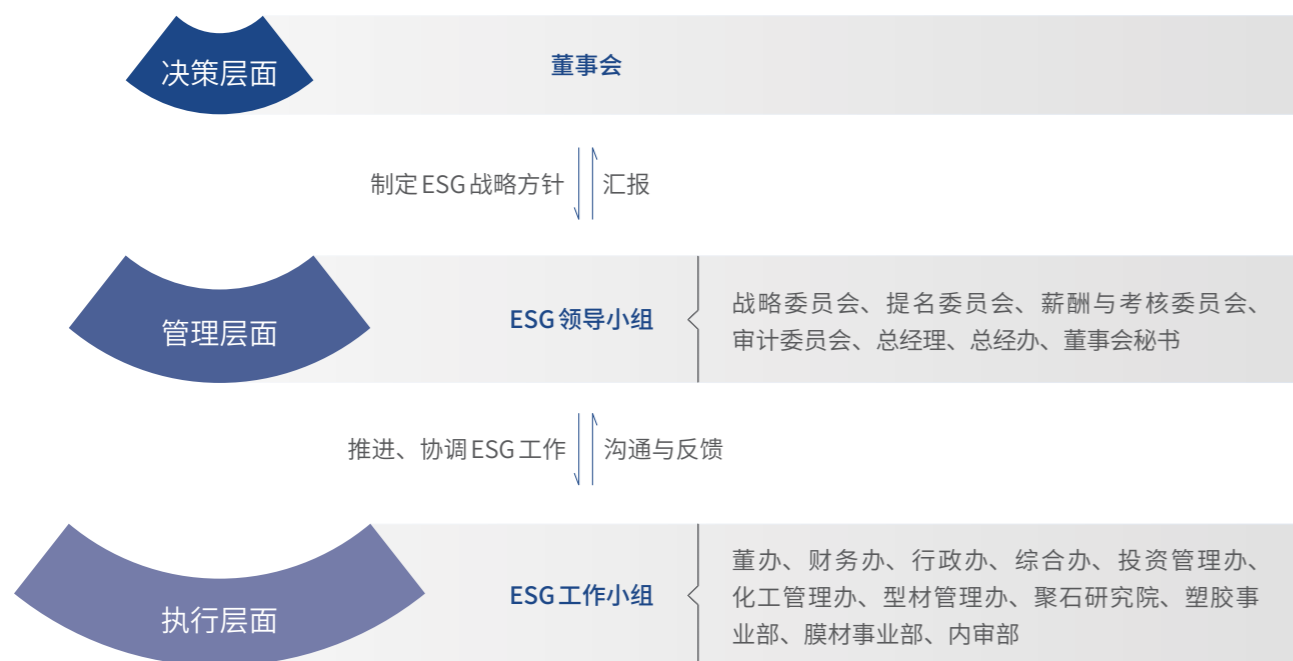 决策层面
董事会
制定ESG战略方针
汇报
管理层面
ESG领导小组
战略委员会、提名委员会、薪酬与考核委员会、
审计委员会、总经理、总经办、董事会秘书
推进、协调ESG工作
沟通与反馈
执行层面
ESG工作小组
董办、财务办、行政办、综合办、投资管理办、
化工管理办、型材管理办、聚石研究院、塑胶事
业部、膜材事业部、内审部